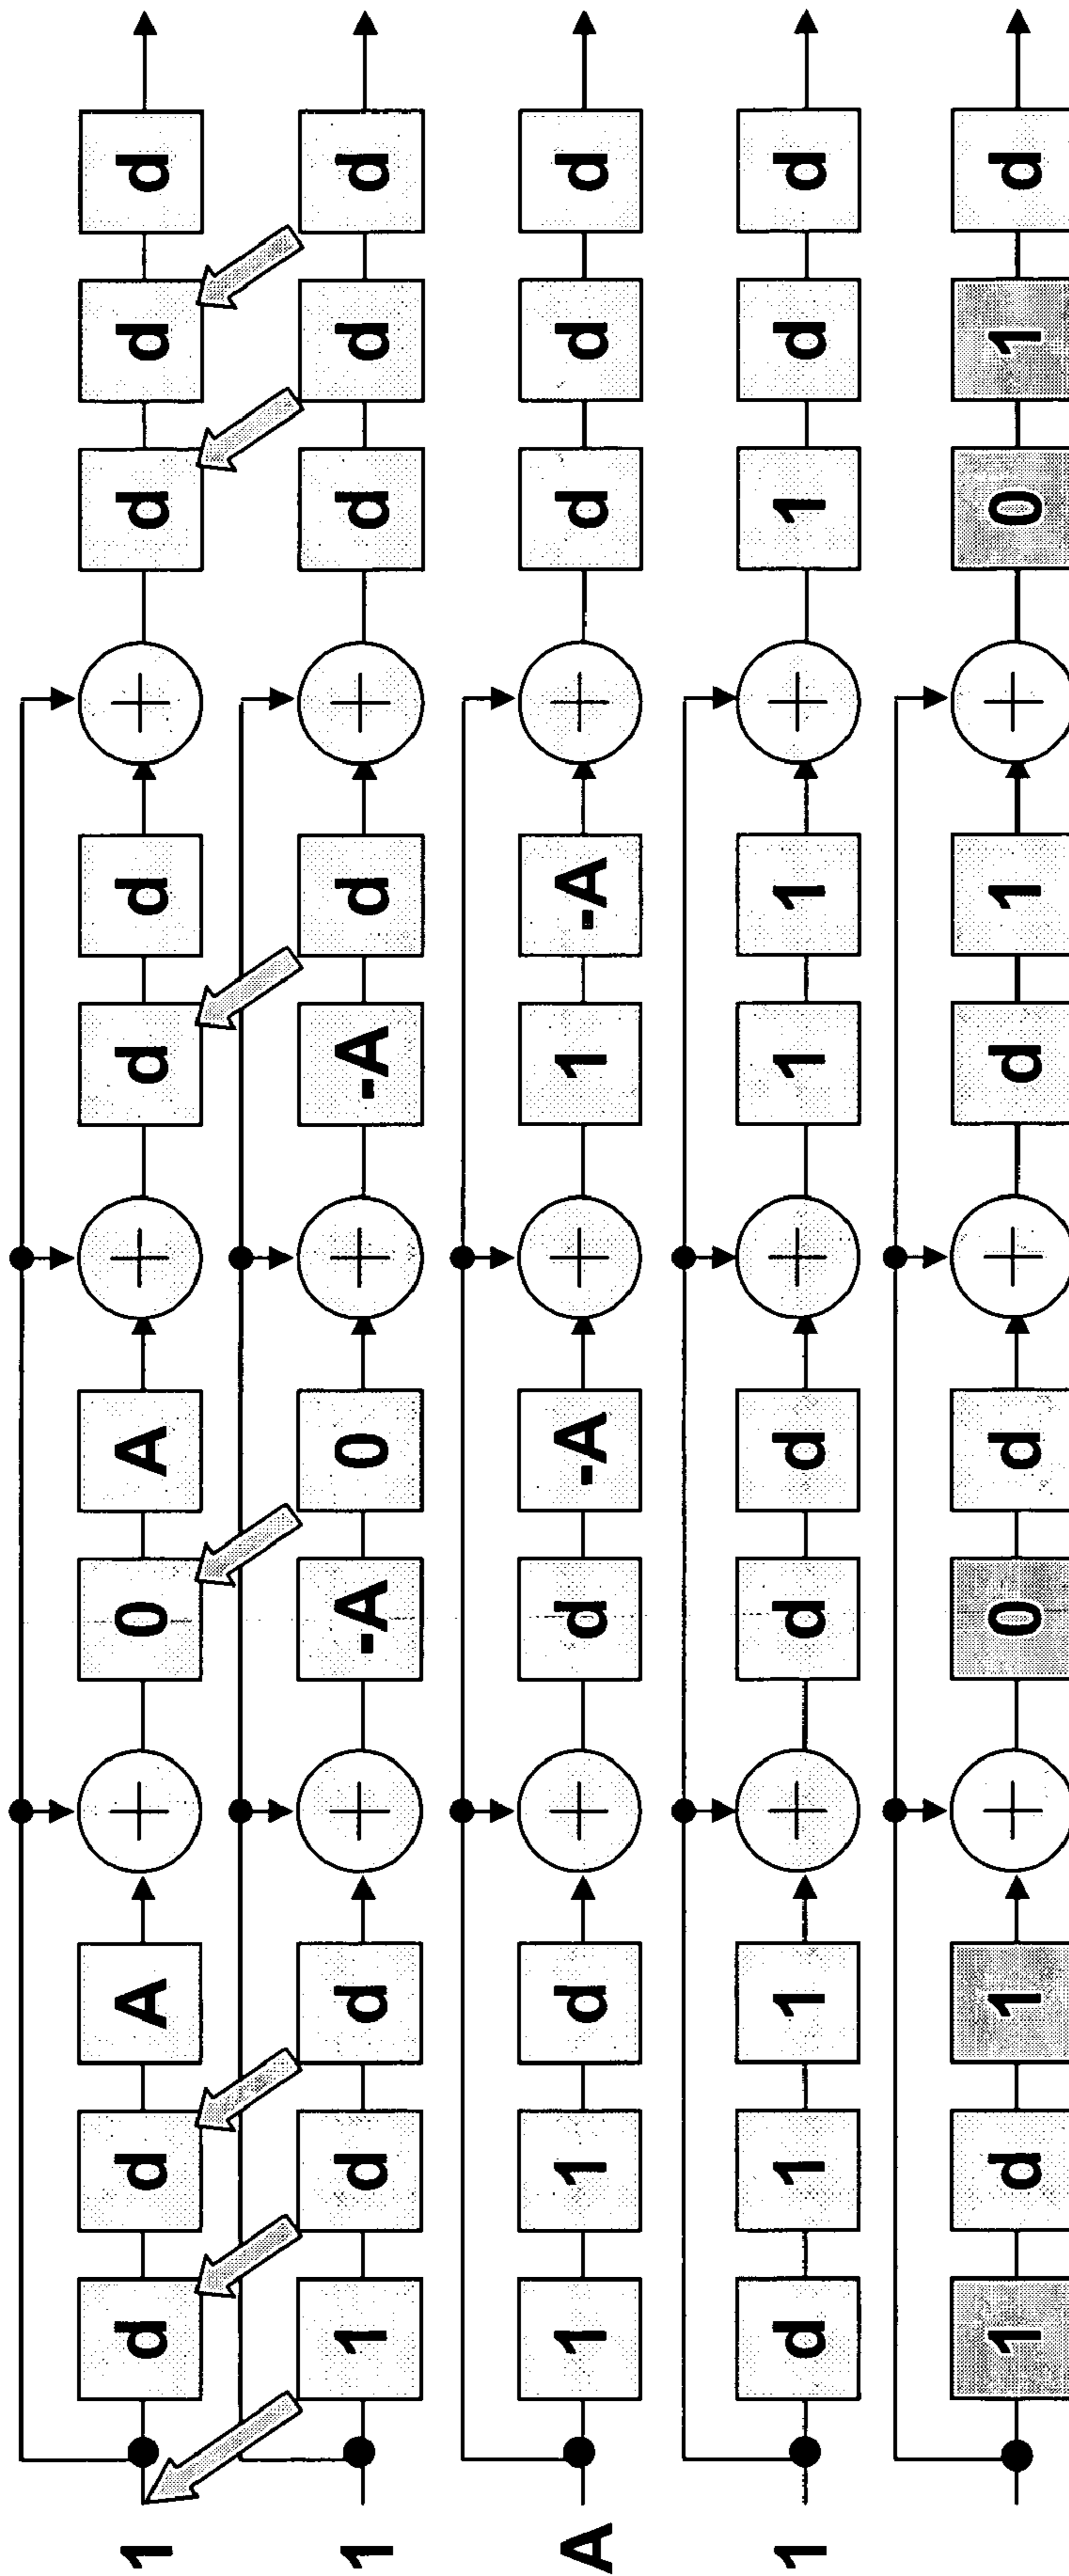 1 d d A + 0 A + d d + d d d
1 1 d d + -A 0 + -A d + d d d
A 1 1 d + d -A + 1 -A + d d d
1 d 1 1 + d d + 1 1 + 1 d d
1 d 1 + 0 d + d 1 + 0 1 d